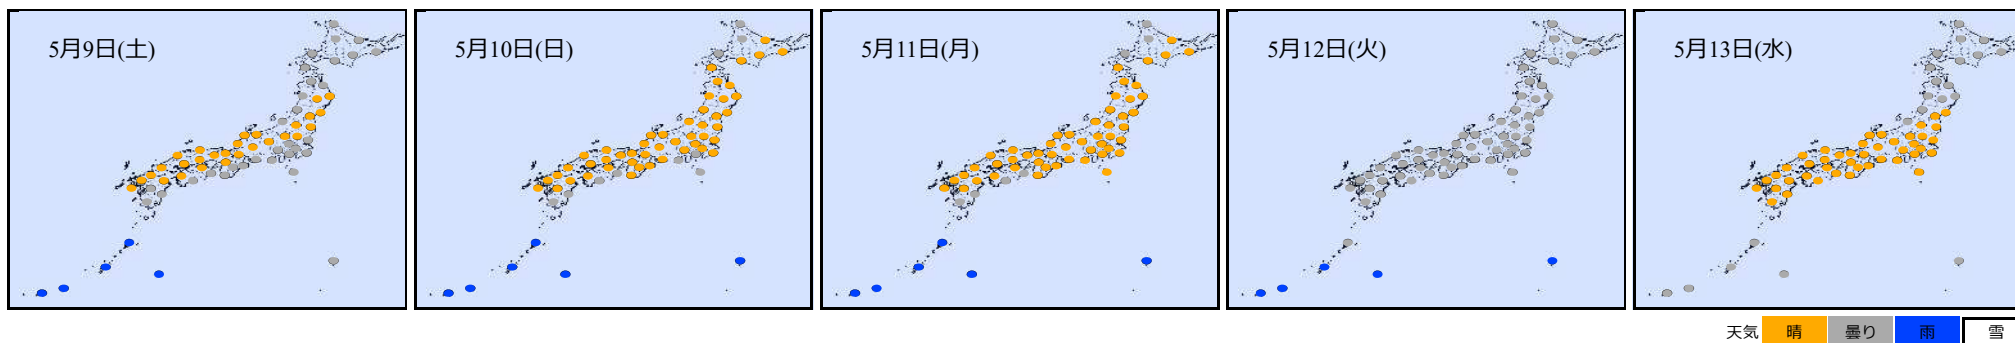 5月9日(土)
5月10日(日)
5月11日(月)
5月12日(火)
5月13日(水)
天気 晴 曇り 雨 雪